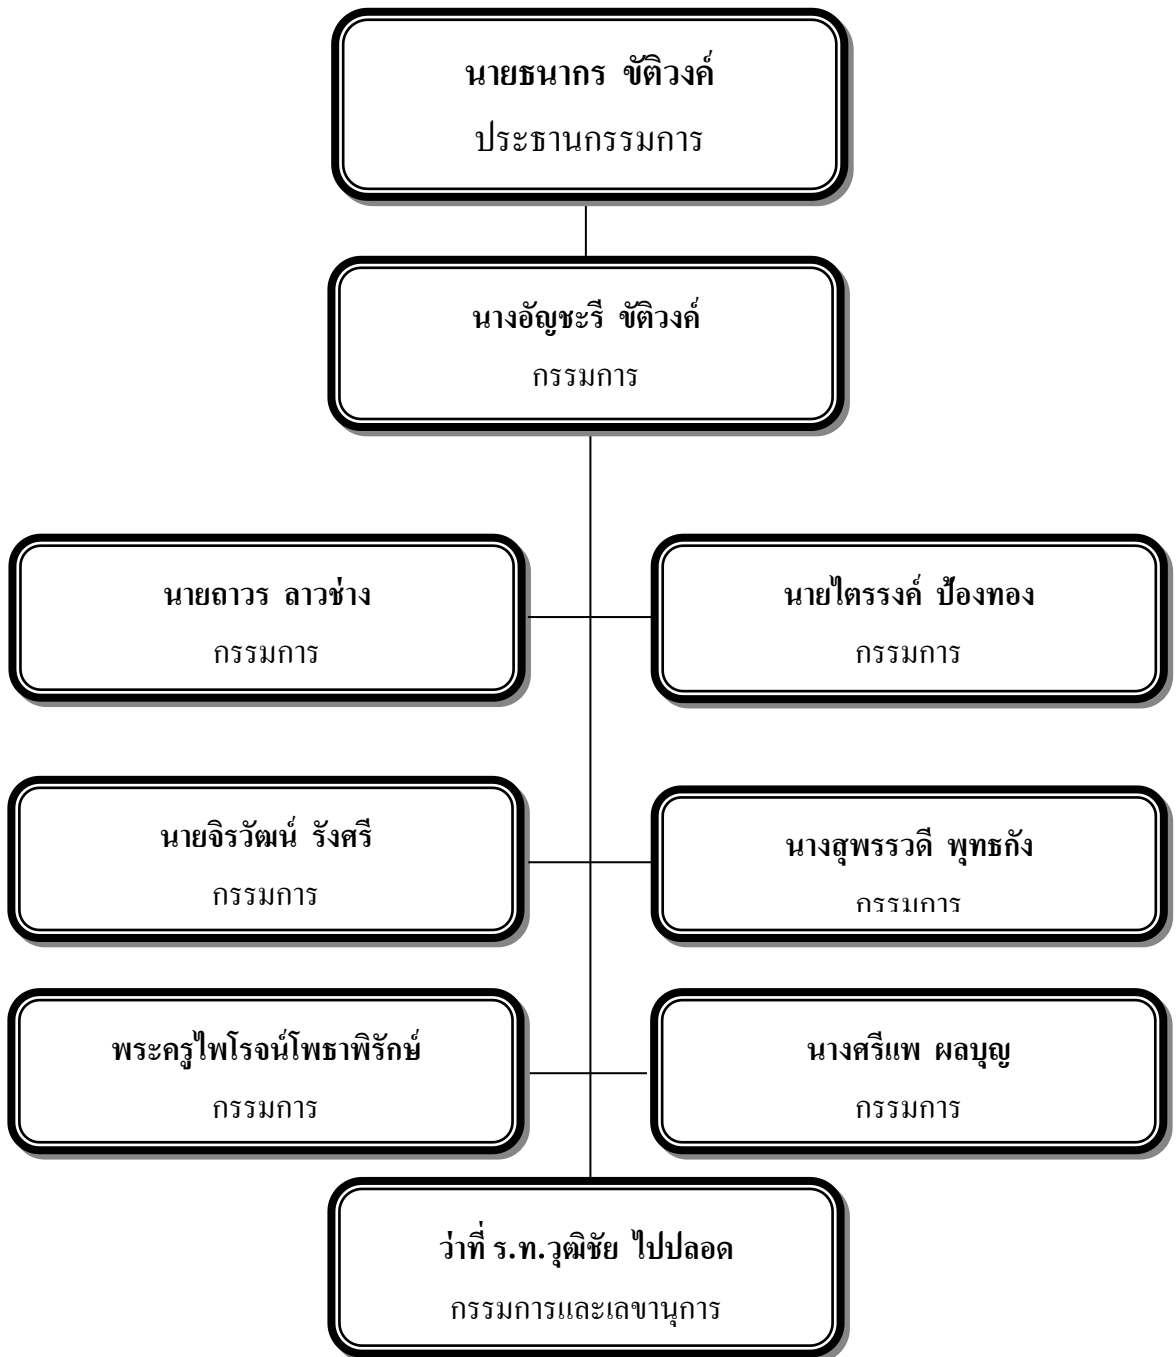 นายธนากร ขัติวงค์
ประธานกรรมการ
นางอัญชะรี ขัติวงค์
กรรมการ
นายถาวร ลาวช่าง
กรรมการ
นายไตรรงค์ ป้องทอง
กรรมการ
นายจิรวัฒน์ รังศรี
กรรมการ
นางสุพรรวดี พุทธกัง
กรรมการ
พระครูไพโรจน์โพธาพิรักษ์
กรรมการ
นางศรีแพ ผลบุญ
กรรมการ
ว่าที่ ร.ท.วุฒิชัย ไปปลอด
กรรมการและเลขานุการ